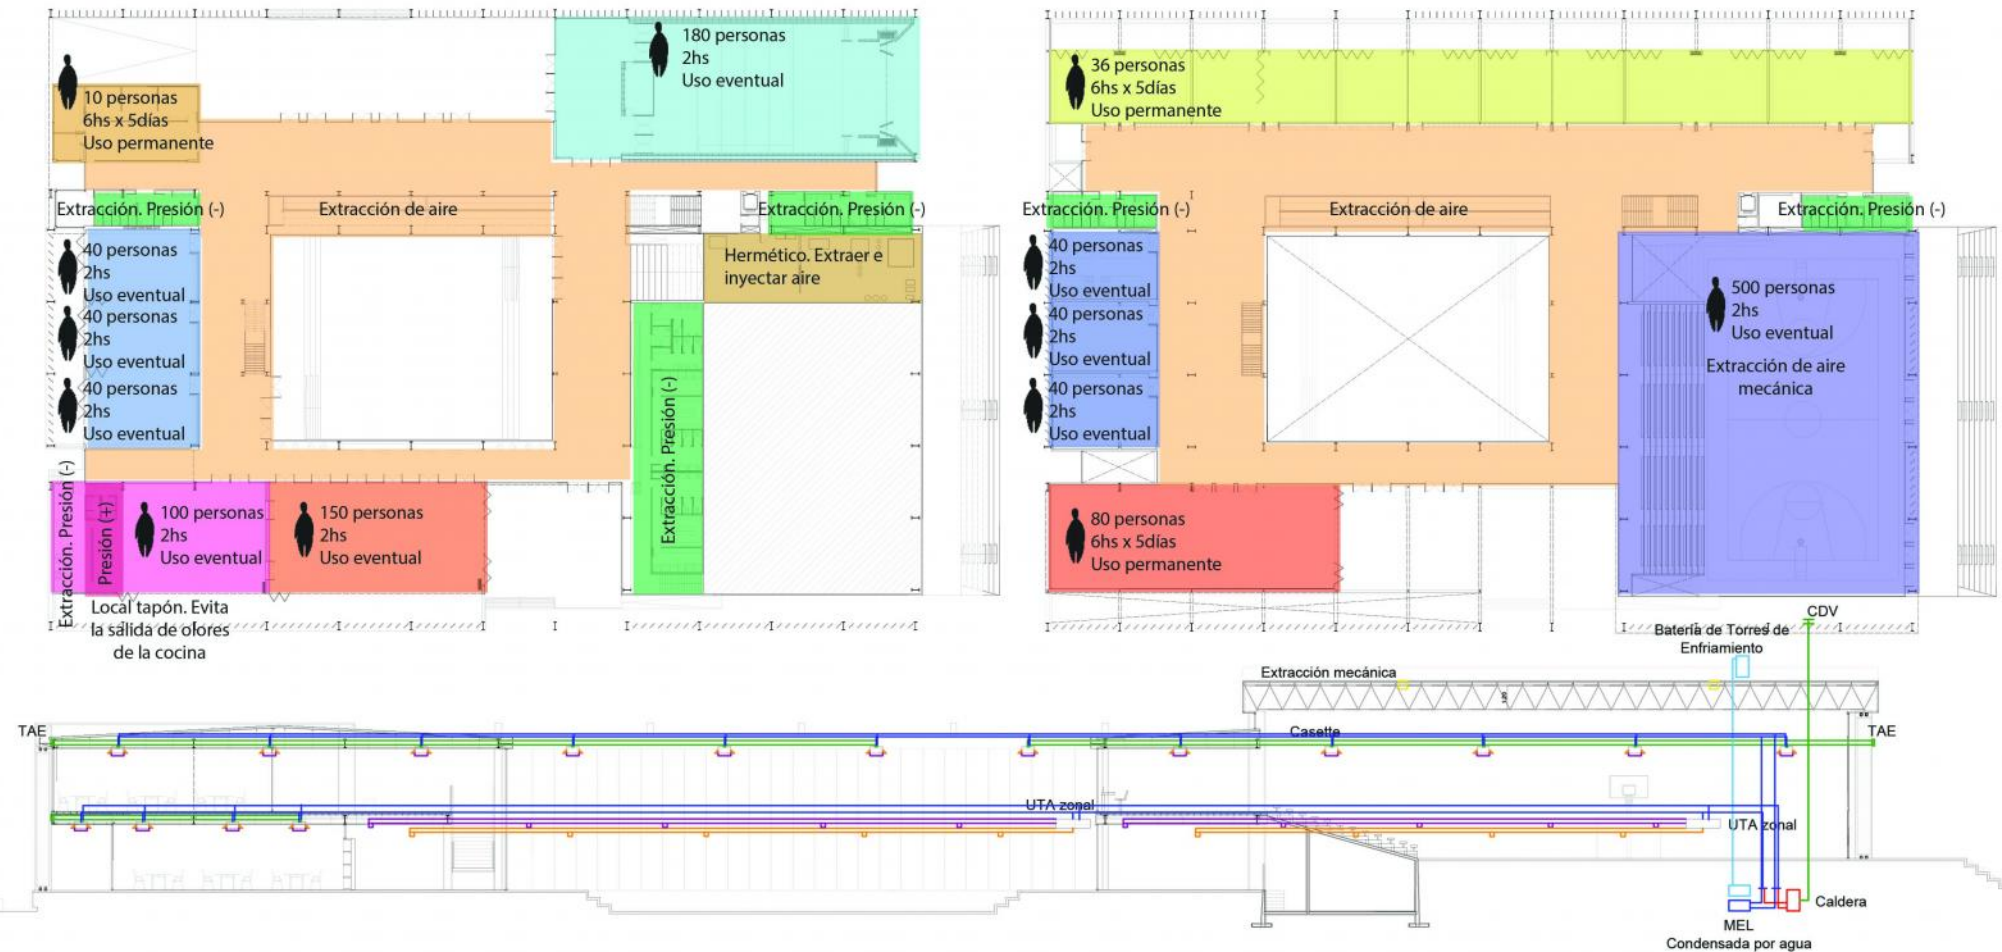 10 personas
6hs x 5días
Uso permanente
180 personas
2hs
Uso eventual
Extracción. Presión (-)
Extracción de aire
Extracción. Presión (-)
40 personas
2hs
Uso eventual
40 personas
2hs
Uso eventual
40 personas
2hs
Uso eventual
Hermético. Extraer e
inyectar aire
Extracción. Presión (-)
Extracción. Presión (-)
Presión (+)
100 personas
2hs
Uso eventual
150 personas
2hs
Uso eventual
Local tapón. Evita
la salida de olores
de la cocina
36 personas
6hs x 5días
Uso permanente
Extracción. Presión (-)
Extracción de aire
Extracción. Presión (-)
40 personas
2hs
Uso eventual
40 personas
2hs
Uso eventual
40 personas
2hs
Uso eventual
500 personas
2hs
Uso eventual
Extracción de aire
mecánica
80 personas
6hs x 5días
Uso permanente
CDV
Batería de Torres de
Enfriamiento
Extracción mecánica
TAE
Casette
TAE
UTA zonal
UTA zonal
Caldera
MEL
Condensada por agua